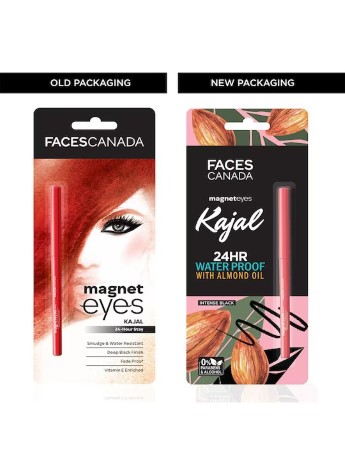 OLD PACKAGING
NEW PACKAGING
FACESCANADA
magnet
eyes
KAJAL
24-Hour Stay
Smudge & Water Resistant
Deep Black Finish
Fade Proof
Vitamin E Enriched
FACES
CANADA
magneteyes
Kajal
24HR
WATER PROOF
WITH ALMOND OIL
INTENSE BLACK
0%
PARABENS
& ALCOHOL